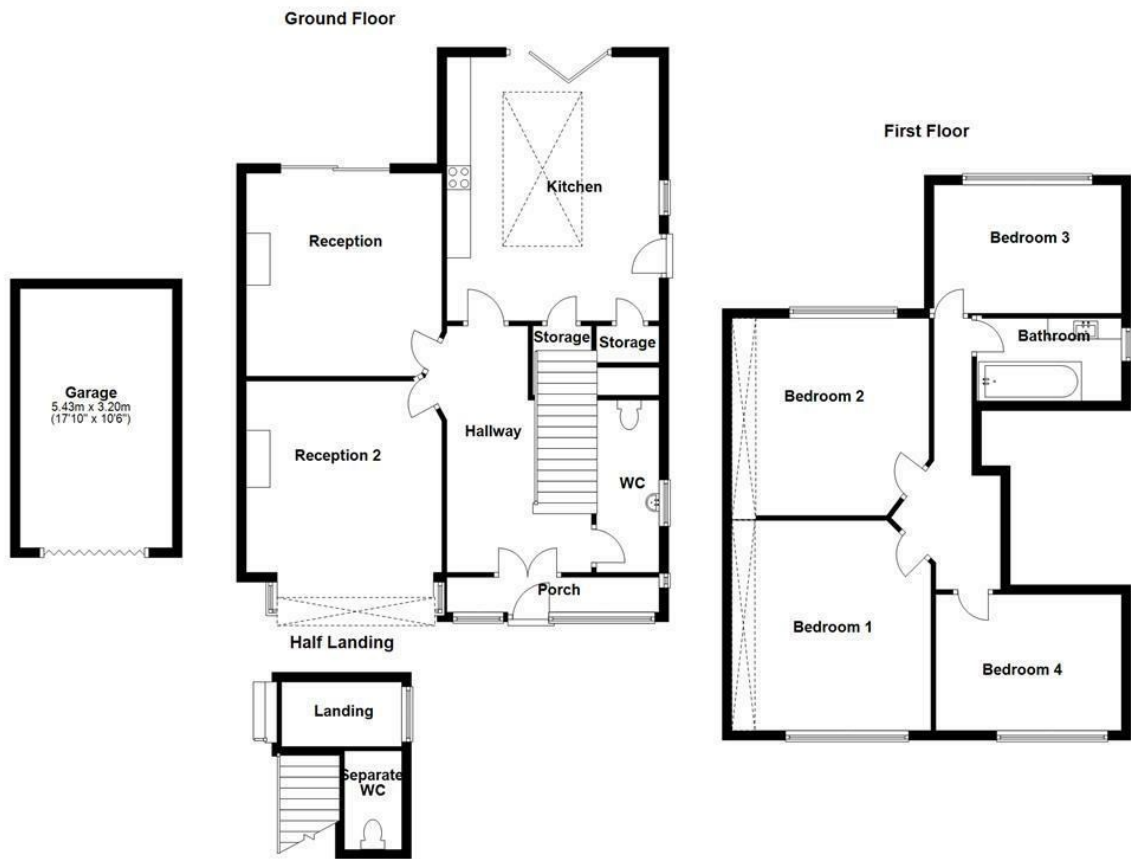 Ground Floor
Kitchen
Reception
Storage
Storage
Garage
5.43m x 3.20m
(17'10" x 10'6")
Hallway
Reception 2
WC
Porch
Half Landing
Landing
Separate
WC
First Floor
Bedroom 3
Bathroom
Bedroom 2
Bedroom 1
Bedroom 4